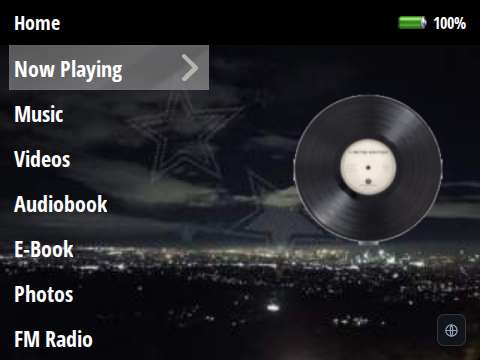 Home
100%
Now Playing
Music
Videos
Audiobook
E-Book
Photos
FM Radio